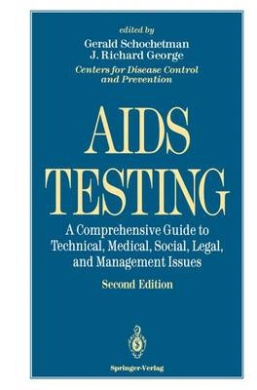 edited by
Gerald Schochetman
J. Richard George
Centers for Disease Control
and Prevention
AIDS
TESTING
A Comprehensive Guide to
Technical, Medical, Social, Legal,
and Management Issues
Second Edition
Springer-Verlag